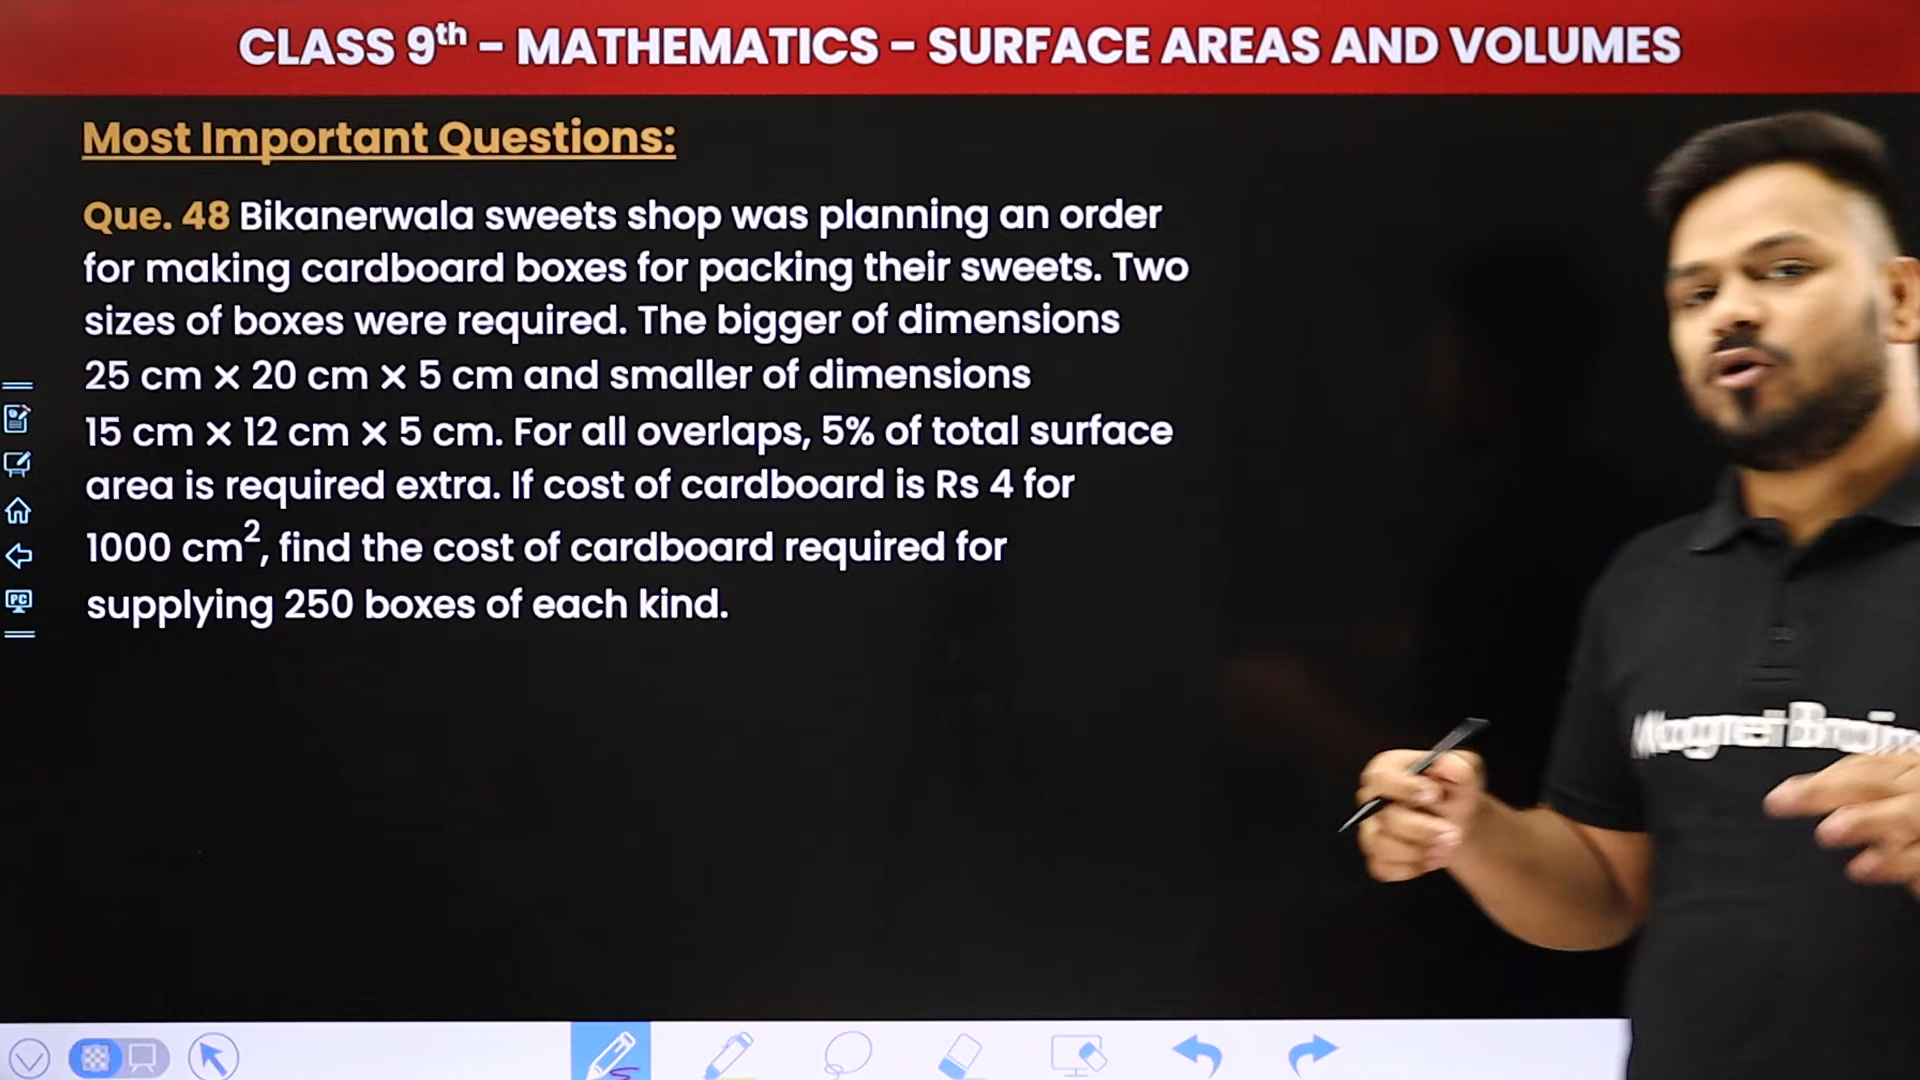 CLASS 9th – MATHEMATICS – SURFACE AREAS AND VOLUMES
Most Important Questions:
Que. 48 Bikanerwala sweets shop was planning an order
for making cardboard boxes for packing their sweets. Two
sizes of boxes were required. The bigger of dimensions
25 cm × 20 cm × 5 cm and smaller of dimensions
15 cm × 12 cm × 5 cm. For all overlaps, 5% of total surface
area is required extra. If cost of cardboard is Rs 4 for
1000 cm², find the cost of cardboard required for
supplying 250 boxes of each kind.
PC
Magnet Brain